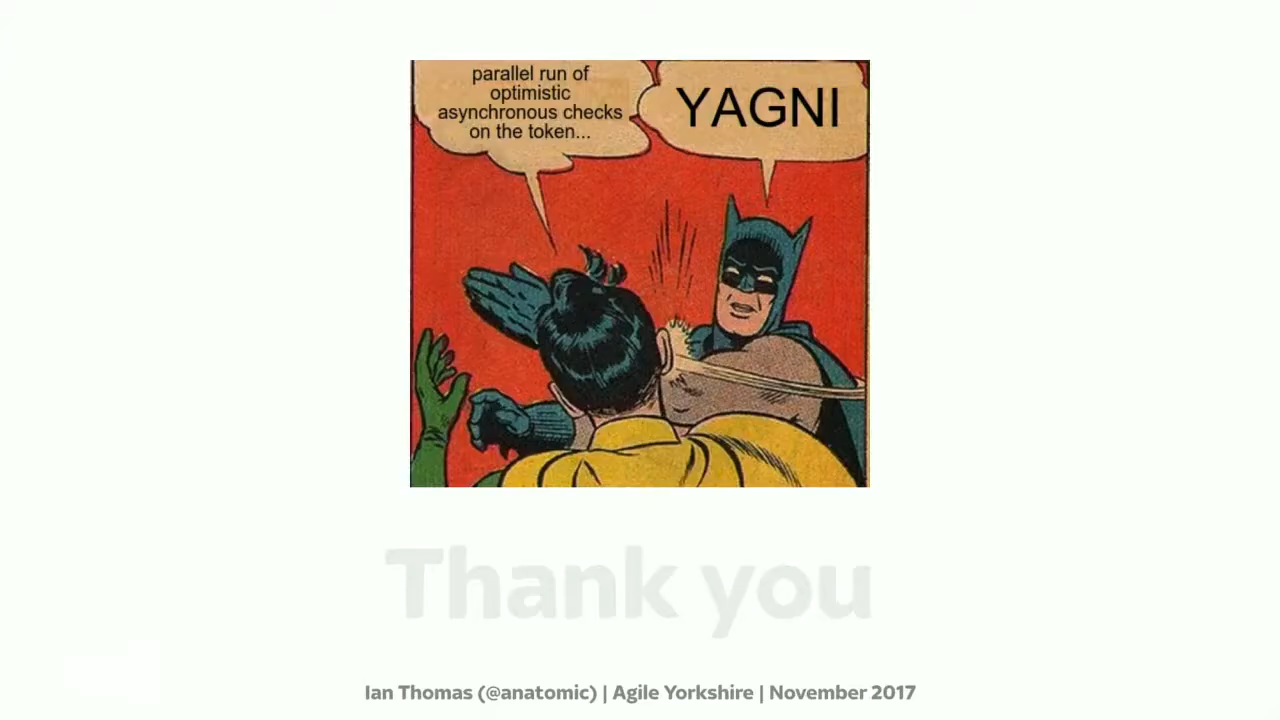 parallel run of
optimistic
asynchronous checks
on the token...
YAGNI
Thank you
Ian Thomas (@anatomic) | Agile Yorkshire | November 2017